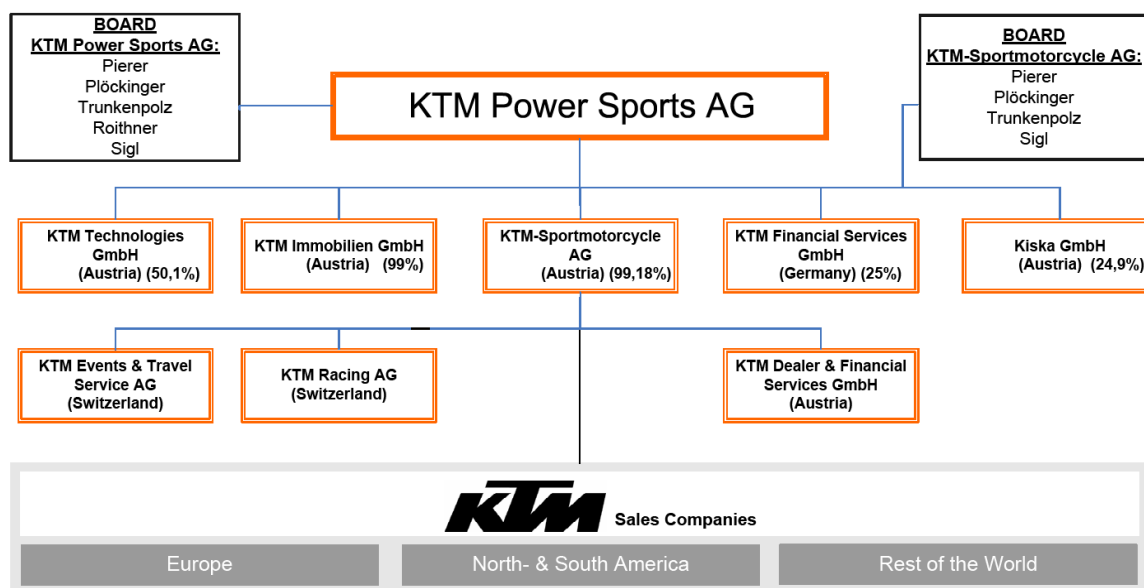 BOARD
KTM Power Sports AG:
Pierer
Plöckinger
Trunkenpolz
Roithner
Sigl
KTM Power Sports AG
BOARD
KTM-Sportmotorcycle AG:
Pierer
Plöckinger
Trunkenpolz
Sigl
KTM Technologies
GmbH
(Austria) (50,1%)
KTM Immobilien GmbH
(Austria) (99%)
KTM-Sportmotorcycle
AG
(Austria) (99,18%)
KTM Financial Services
GmbH
(Germany) (25%)
Kiska GmbH
(Austria) (24,9%)
KTM Events & Travel
Service AG
(Switzerland)
KTM Racing AG
(Switzerland)
KTM Dealer & Financial
Services GmbH
(Austria)
KTM Sales Companies
Europe
North- & South America
Rest of the World